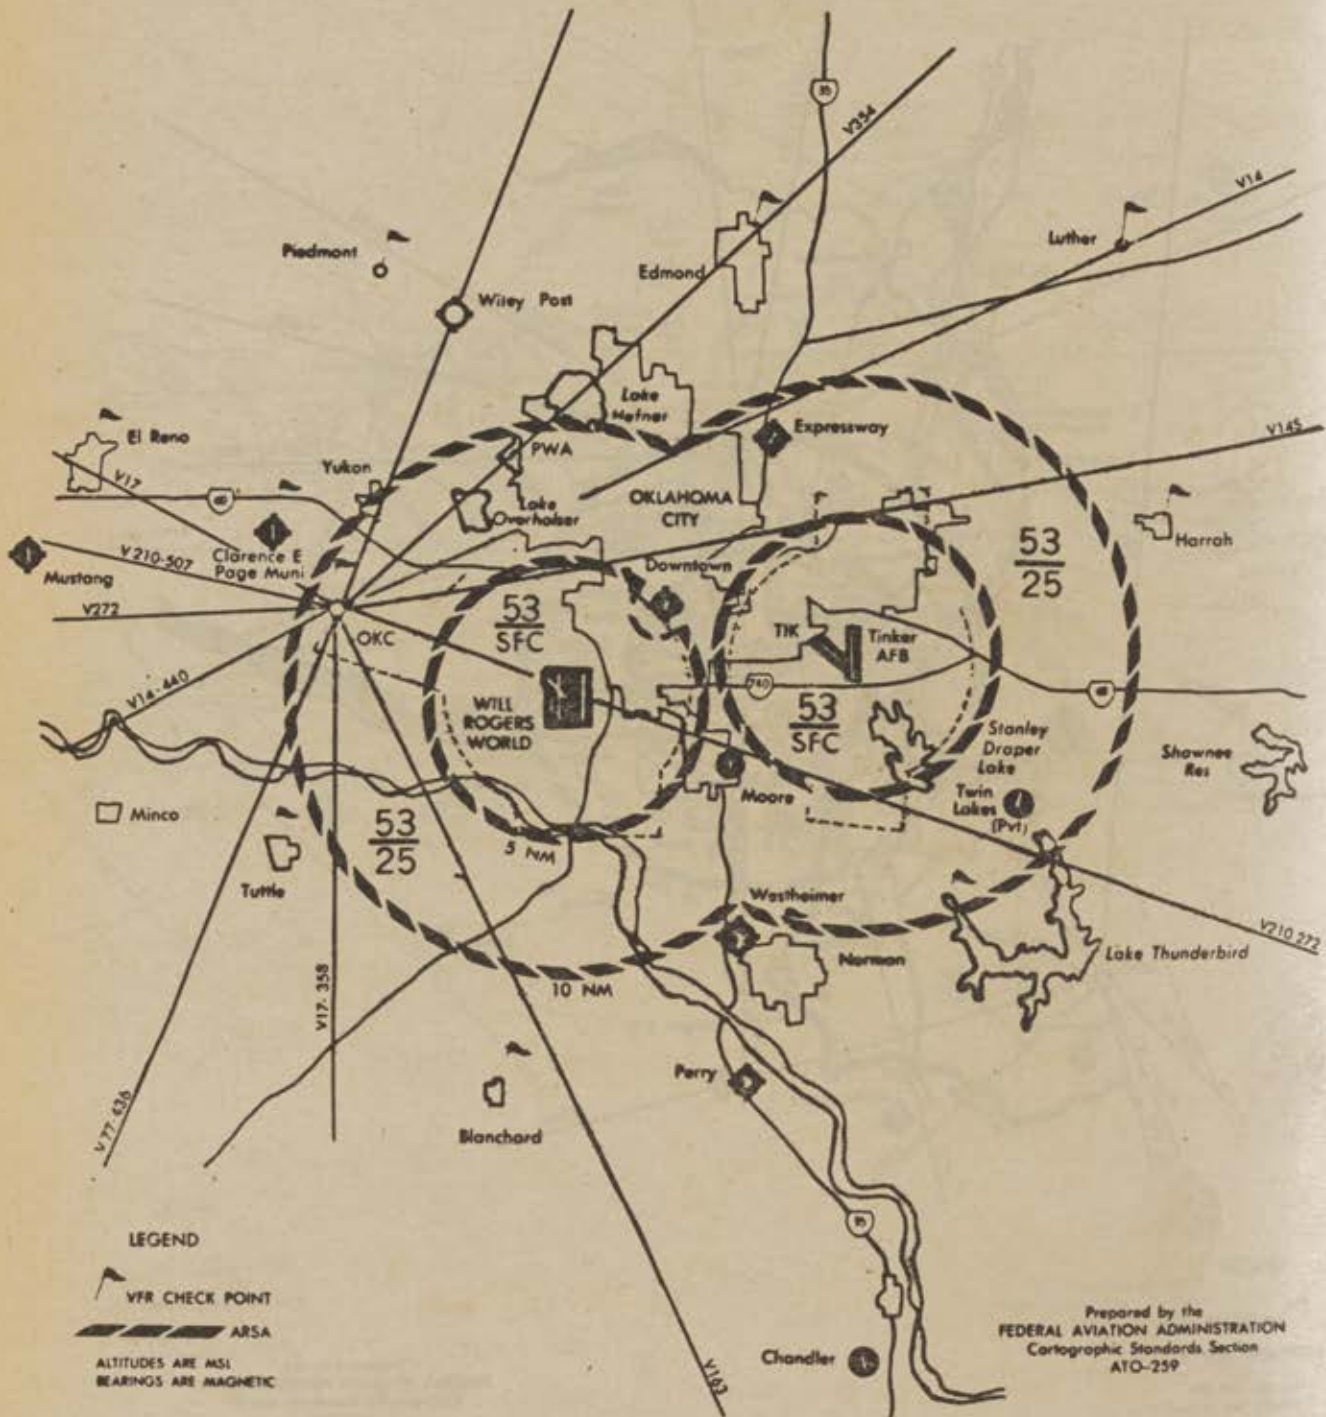 35
V354
V14
Luther
Piedmont
Edmond
Wiley Post
Lake
Hefner
El Reno
Expressway
V145
PWA
Yukon
V17
40
Lake
Overholser
OKLAHOMA
CITY
Harrah
53
25
V210-507
Clarence E
Page Muni
Mustang
Downtown
V272
53
SFC
OKC
TIK
Tinker
AFB
V14-440
WILL
ROGERS
WORLD
240
40
53
SFC
Stanley
Draper
Lake
Shawnee
Res
Twin
Lakes
(Pvt)
Moore
Minco
53
25
5 NM
Tuttle
Westheimer
V210 272
Lake Thunderbird
Norman
10 NM
V17-358
Perry
V77-436
Blanchard
35
LEGEND
VFR CHECK POINT
ARSA
ALTITUDES ARE MSL
BEARINGS ARE MAGNETIC
V163
Chandler
Prepared by the
FEDERAL AVIATION ADMINISTRATION
Cartographic Standards Section
ATO-259